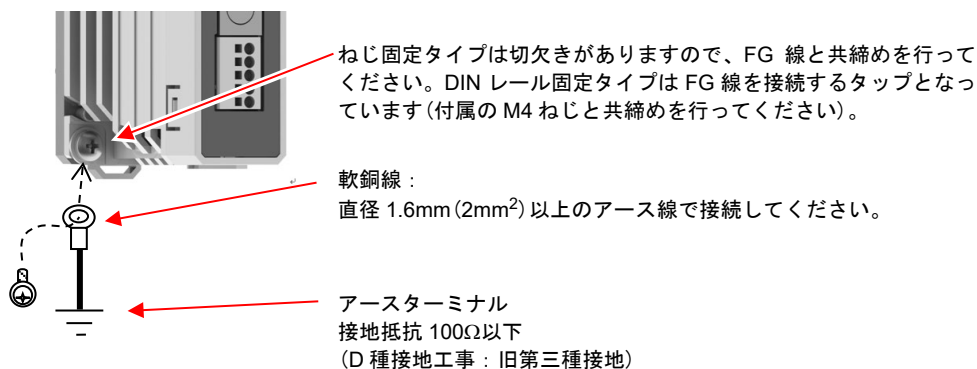 ねじ固定タイプは切欠きがありますので、FG 線と共締めを行って
ください。DIN レール固定タイプは FG 線を接続するタップとなっ
ています(付属の M4 ねじと共締めを行ってください)。
軟銅線：
直径 1.6mm(2mm²)以上のアース線で接続してください。
アースターミナル
接地抵抗 100Ω以下
(D 種接地工事：旧第三種接地)